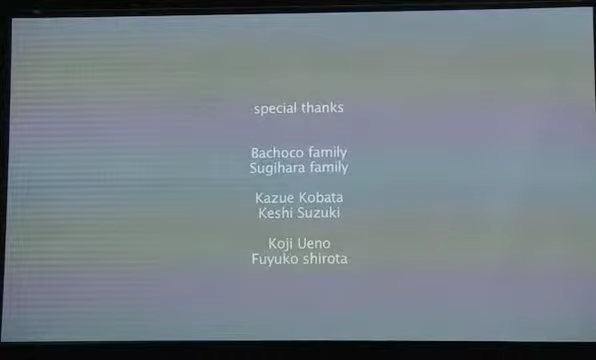 special thanks
Bachoco family
Sugihara family
Kazue Kobata
Keshi Suzuki
Koji Ueno
Fuyuko shirota